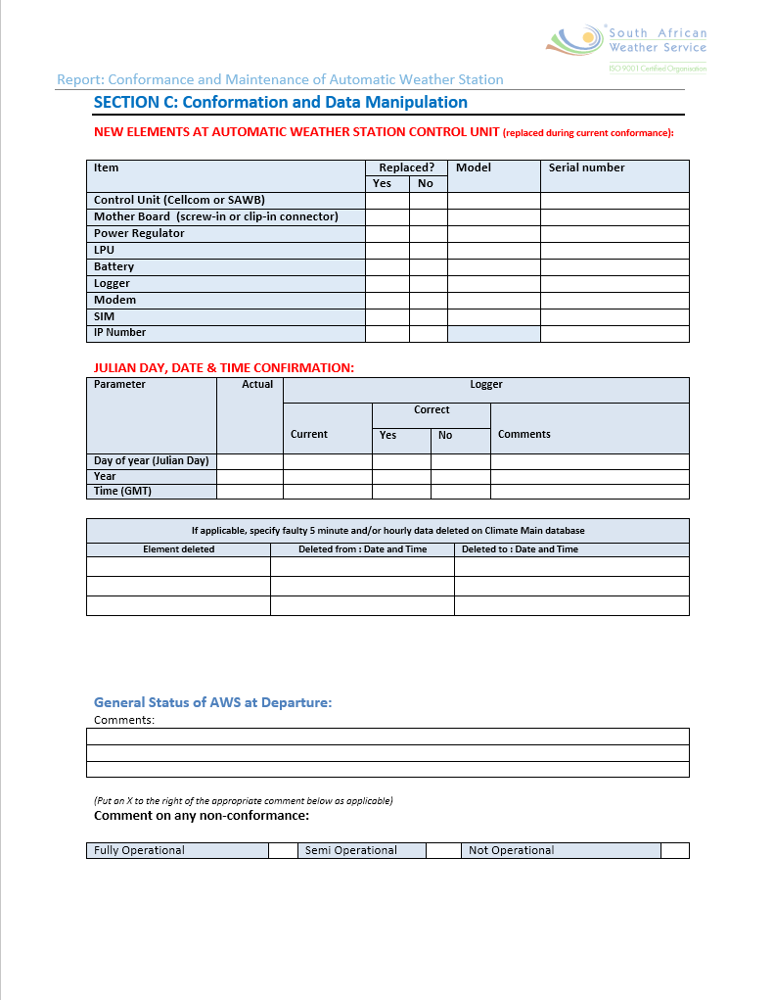 South African
Weather Service
ISO 9001 Certified Organisation
Report: Conformance and Maintenance of Automatic Weather Station
SECTION C: Conformation and Data Manipulation
NEW ELEMENTS AT AUTOMATIC WEATHER STATION CONTROL UNIT (replaced during current conformance):
Item Replaced? Model Serial number
Yes No
Control Unit (Cellcom or SAWB)
Mother Board (screw-in or clip-in connector)
Power Regulator
LPU
Battery
Logger
Modem
SIM
IP Number
JULIAN DAY, DATE & TIME CONFIRMATION:
Parameter Actual Logger
Correct
Current Yes No Comments
Day of year (Julian Day)
Year
Time (GMT)
If applicable, specify faulty 5 minute and/or hourly data deleted on Climate Main database
Element deleted Deleted from : Date and Time Deleted to : Date and Time
General Status of AWS at Departure:
Comments:
(Put an X to the right of the appropriate comment below as applicable)
Comment on any non-conformance:
Fully Operational Semi Operational Not Operational